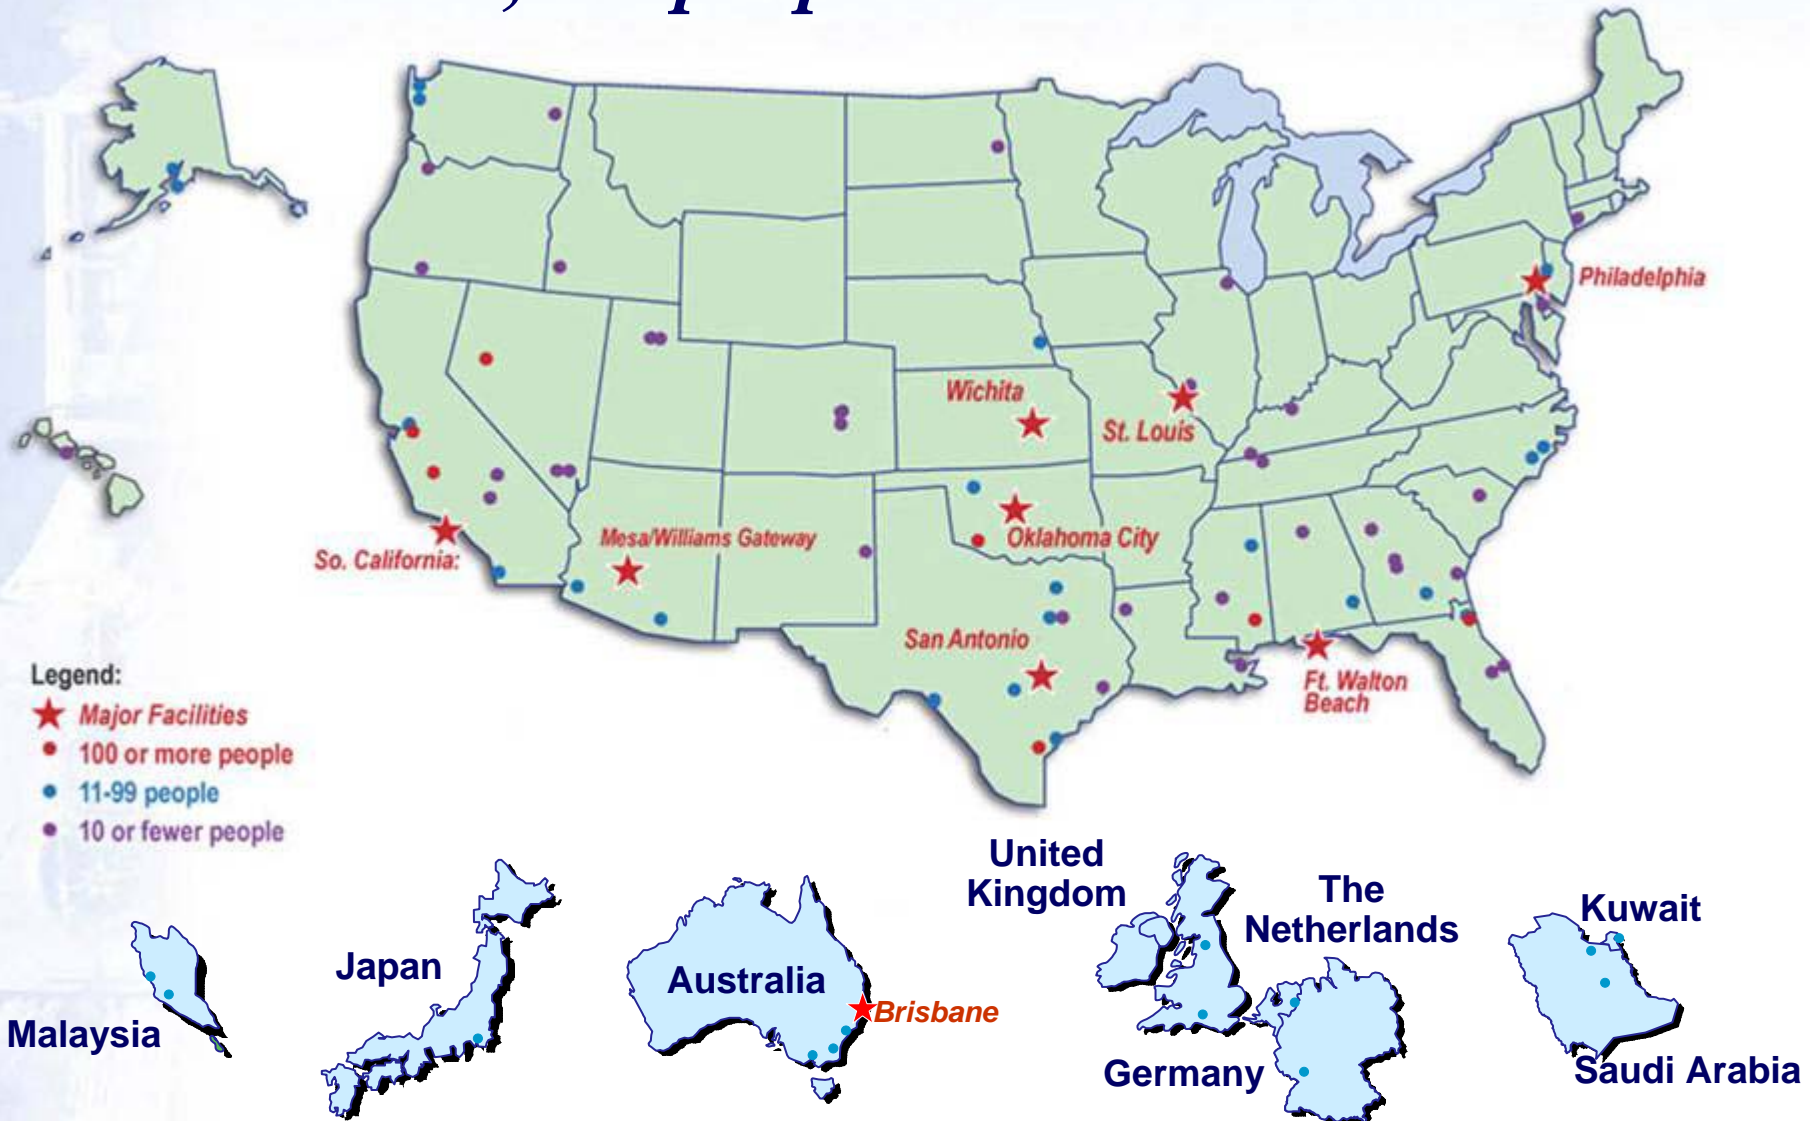 Philadelphia
Wichita
St. Louis
Mesa/Williams Gateway
Oklahoma City
So. California:
San Antonio
Ft. Walton
Beach
Legend:
Major Facilities
100 or more people
11-99 people
10 or fewer people
United
Kingdom
The
Netherlands
Kuwait
Japan
Australia
Brisbane
Malaysia
Germany
Saudi Arabia